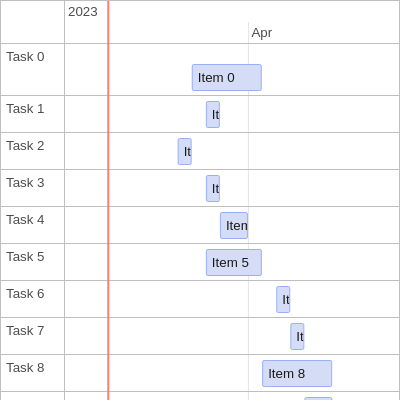 2023
Apr
Task 0
Item 0
Task 1
It
Task 2
It
Task 3
It
Task 4
Iten
Task 5
Item 5
Task 6
It
Task 7
It
Task 8
Item 8